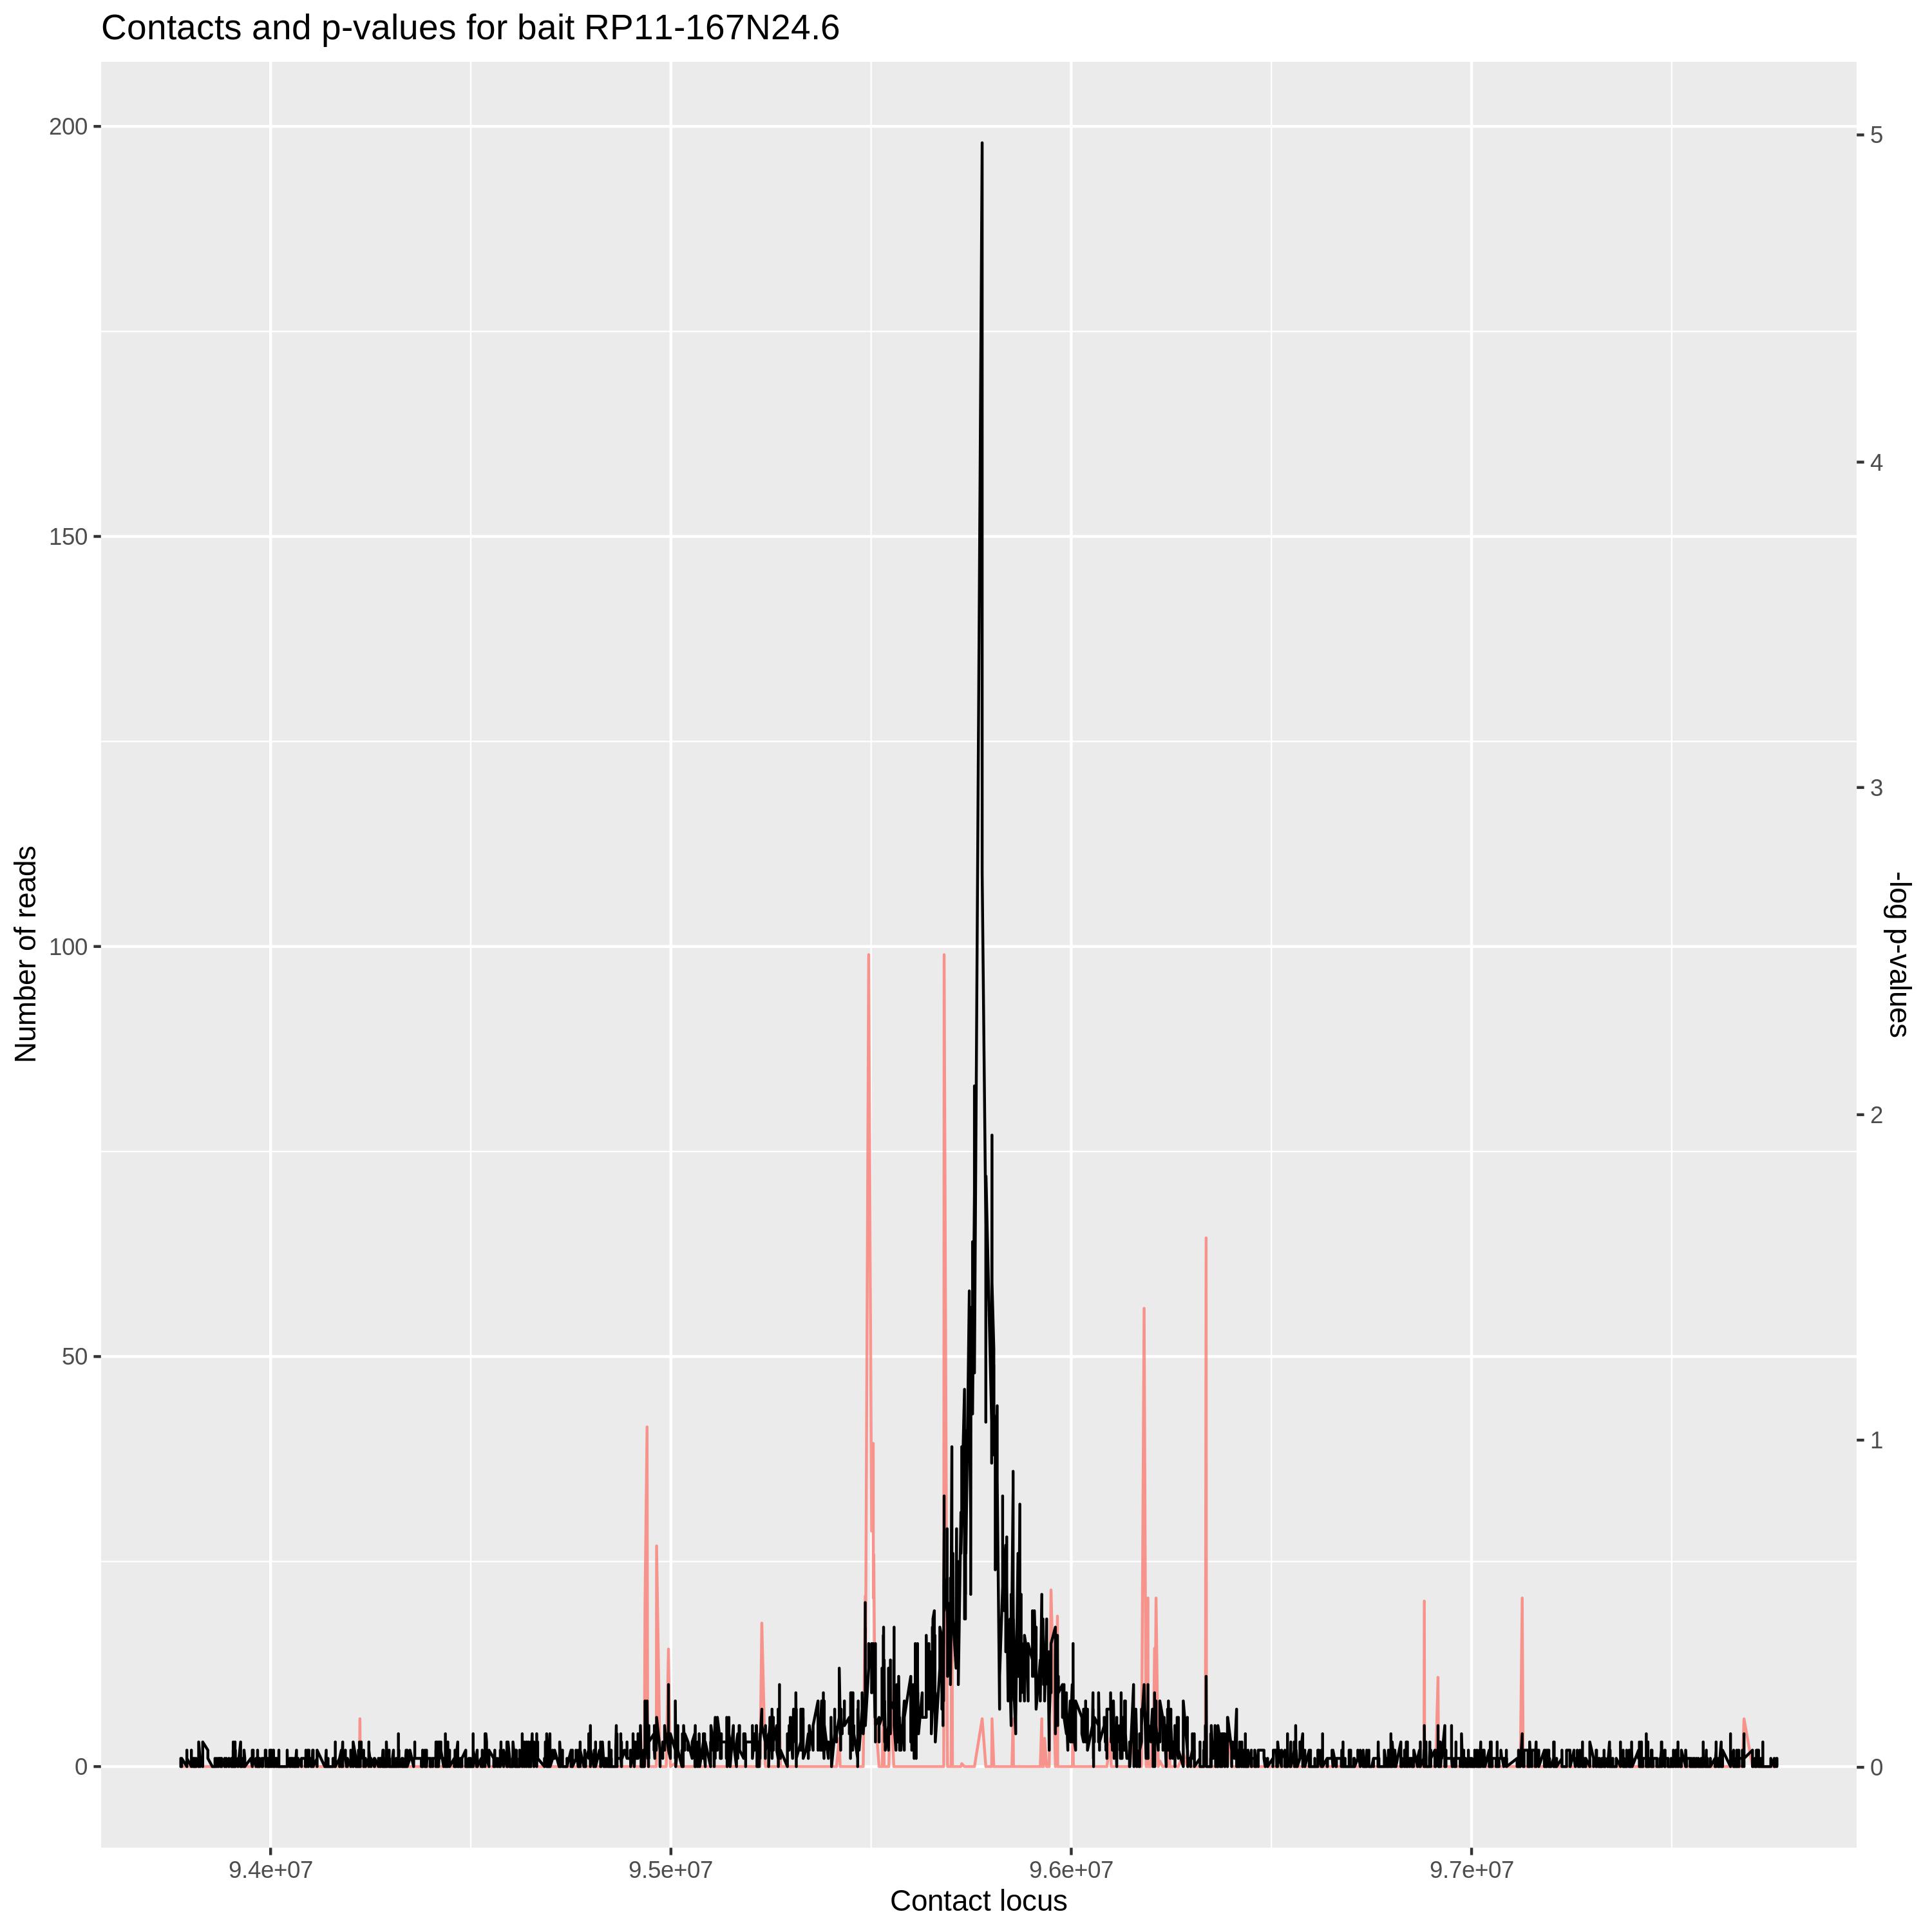 Contacts and p-values for bait RP11-167N24.6
200
150
100
50
0
Number of reads
5
4
3
2
1
0
-log p-values
9.4e+07
9.5e+07
9.6e+07
9.7e+07
Contact locus